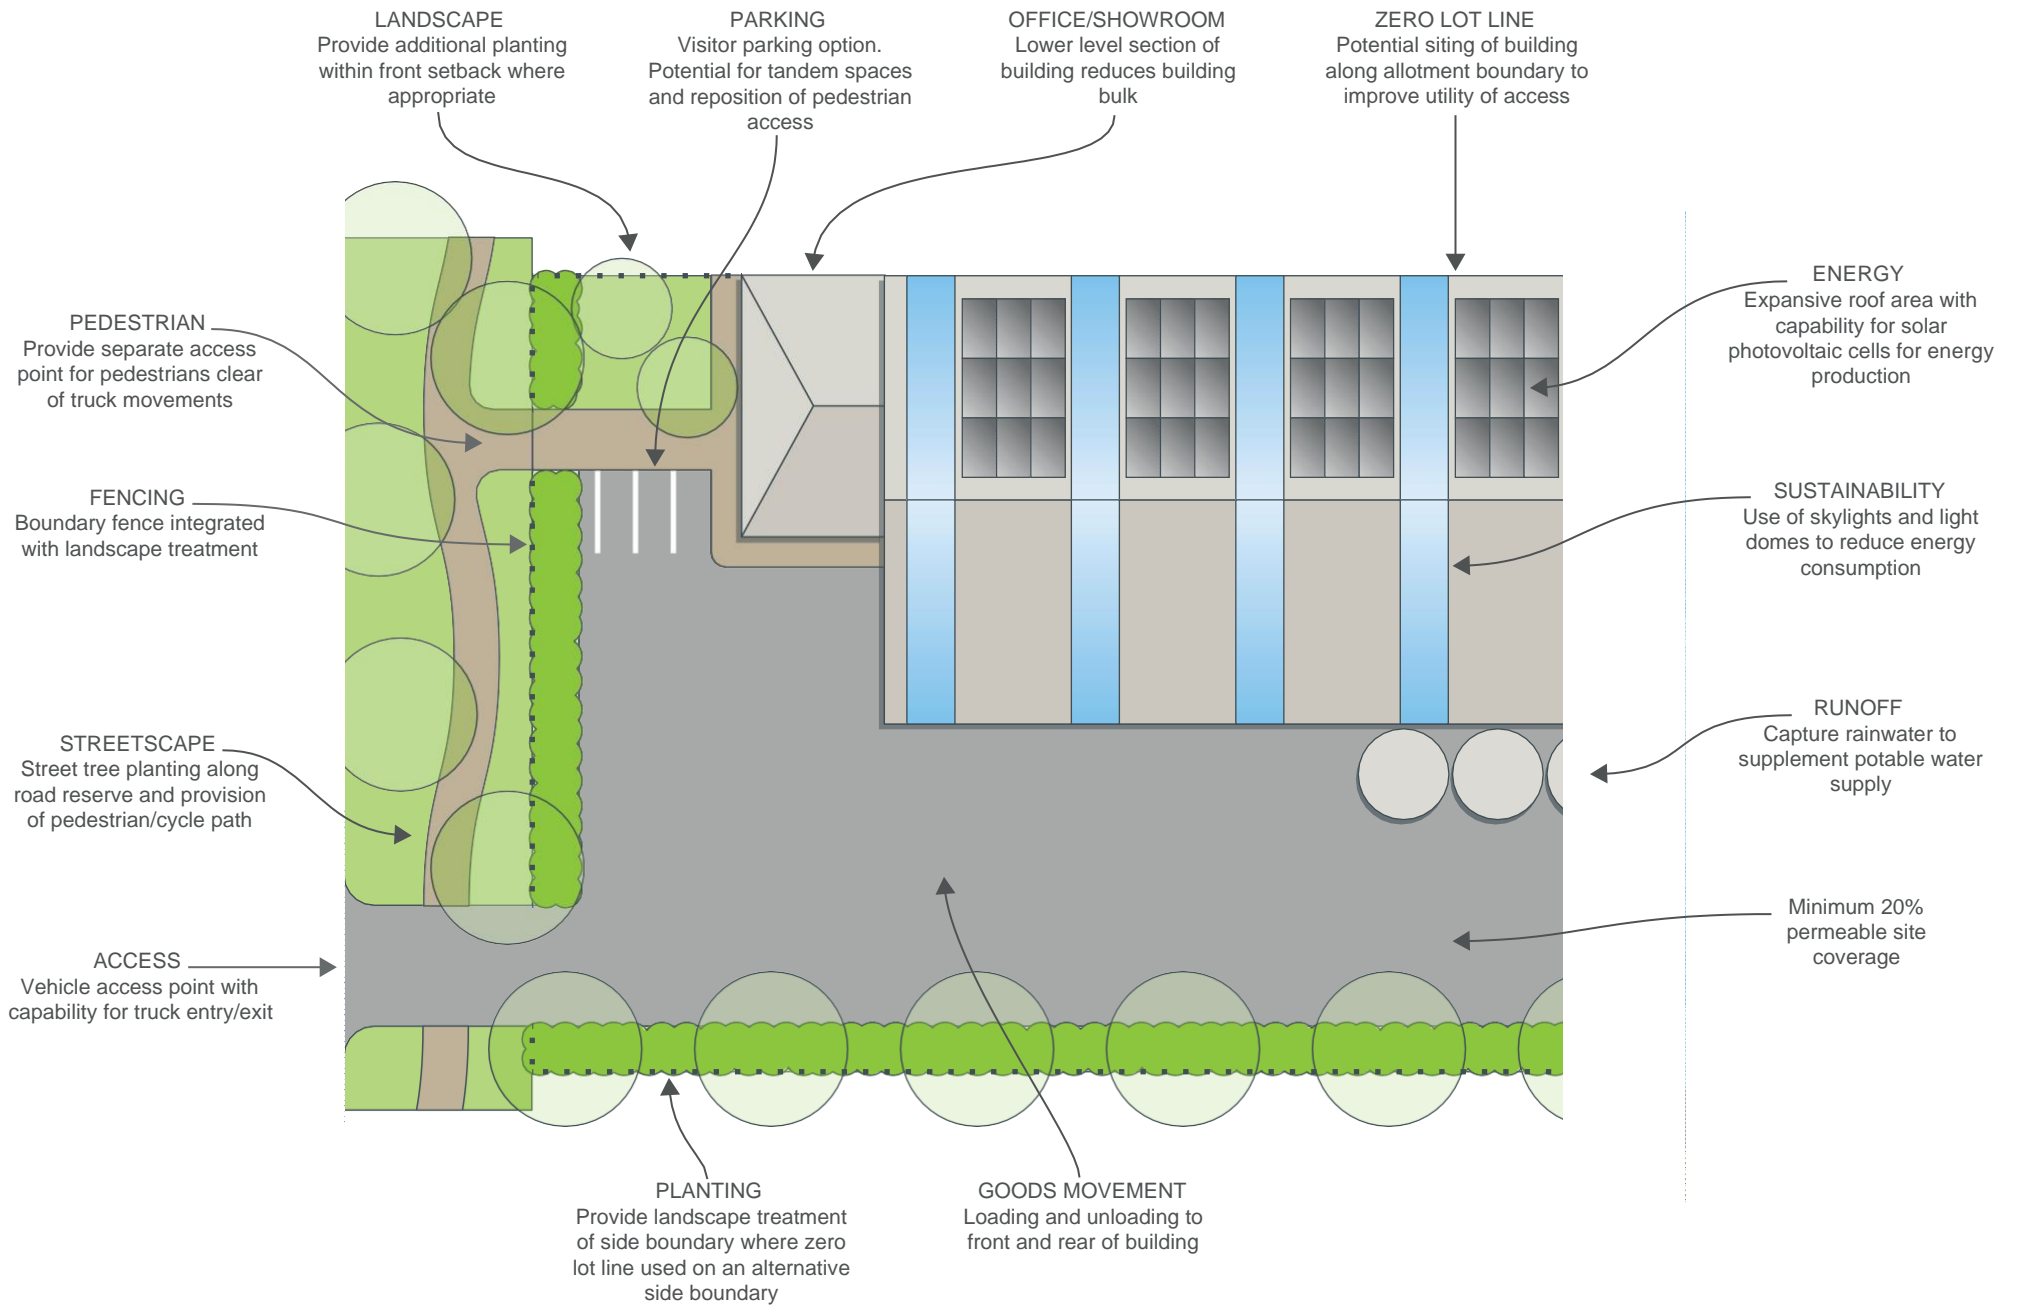 LANDSCAPE
Provide additional planting
within front setback where
appropriate
PARKING
Visitor parking option.
Potential for tandem spaces
and reposition of pedestrian
access
OFFICE/SHOWROOM
Lower level section of
building reduces building
bulk
ZERO LOT LINE
Potential siting of building
along allotment boundary to
improve utility of access
PEDESTRIAN
Provide separate access
point for pedestrians clear
of truck movements
FENCING
Boundary fence integrated
with landscape treatment
STREETSCAPE
Street tree planting along
road reserve and provision
of pedestrian/cycle path
ACCESS
Vehicle access point with
capability for truck entry/exit
ENERGY
Expansive roof area with
capability for solar
photovoltaic cells for energy
production
SUSTAINABILITY
Use of skylights and light
domes to reduce energy
consumption
RUNOFF
Capture rainwater to
supplement potable water
supply
Minimum 20%
permeable site
coverage
PLANTING
Provide landscape treatment
of side boundary where zero
lot line used on an alternative
side boundary
GOODS MOVEMENT
Loading and unloading to
front and rear of building